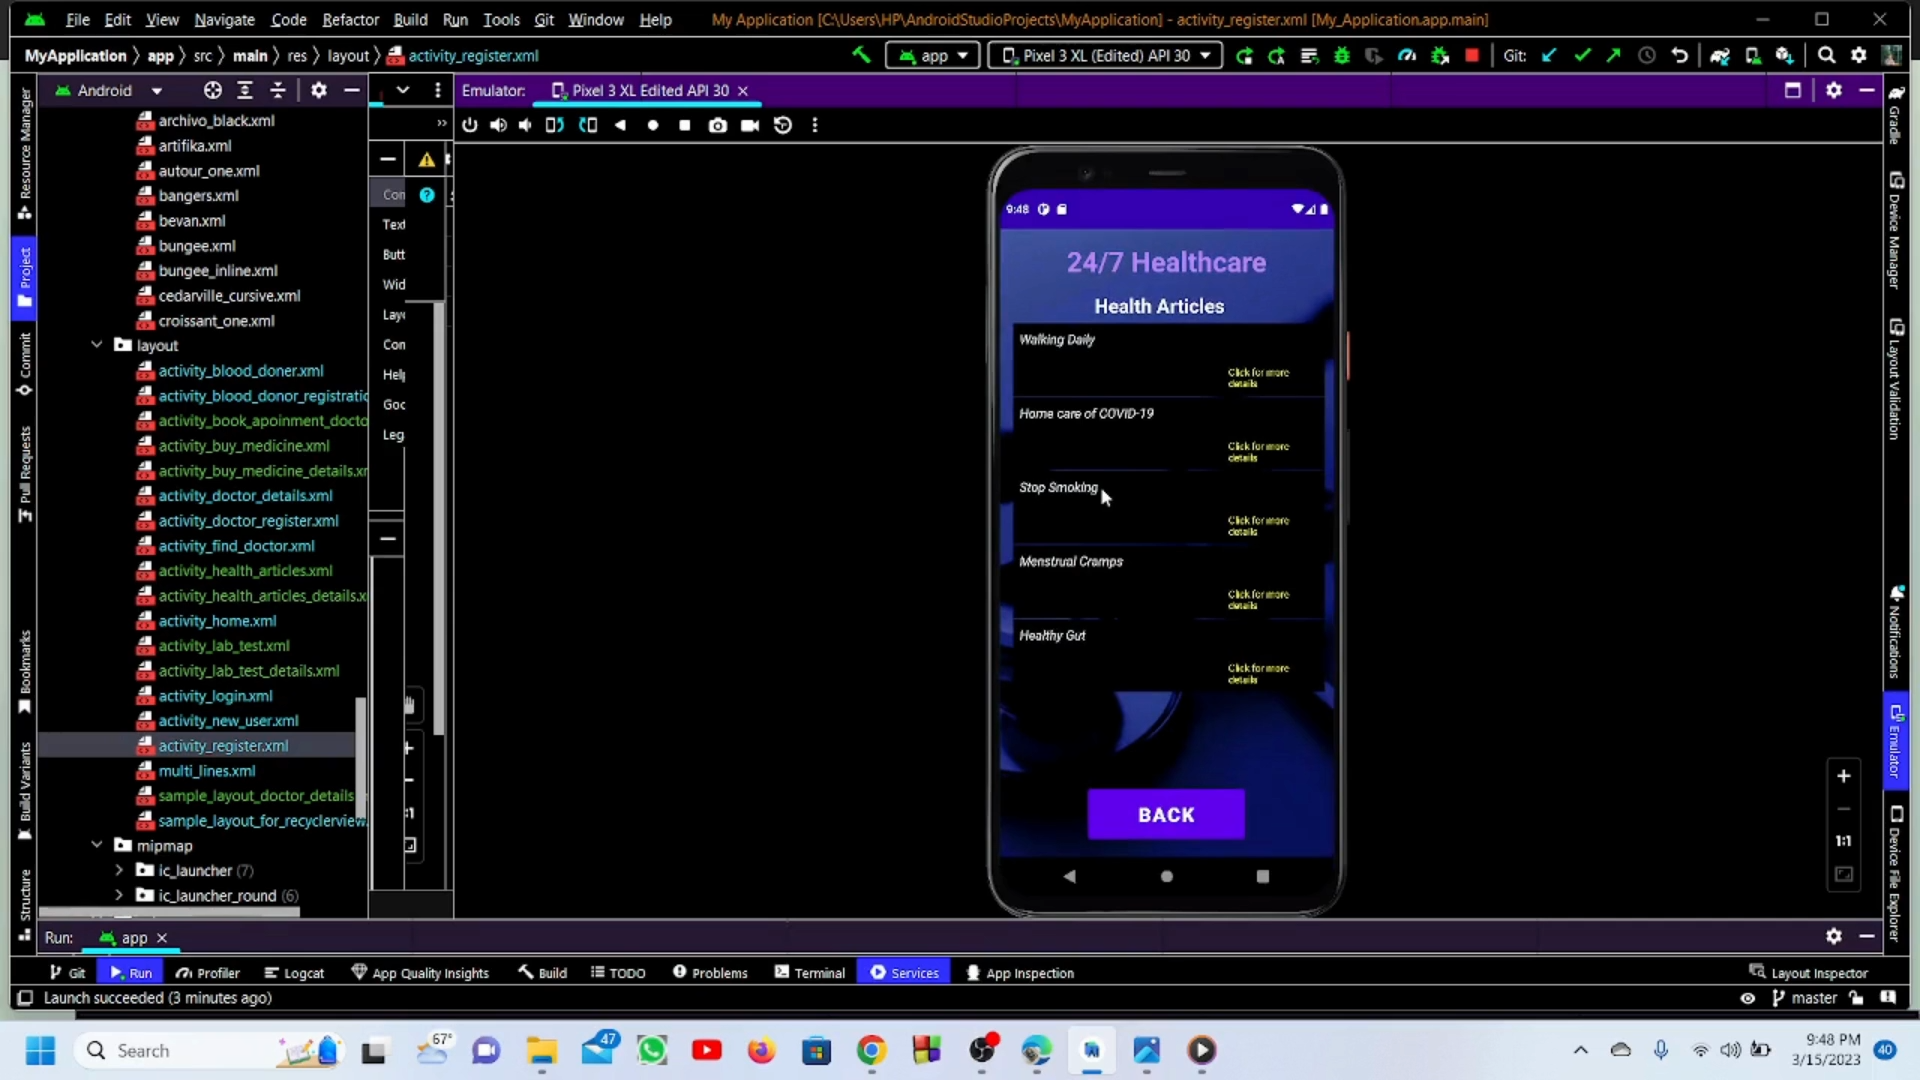 File Edit View Navigate Code Refactor Build Run Tools Git Window Help My Application [C:\Users\HP\AndroidStudioProjects\MyApplication] - activity_register.xml [My_Application.app.main]
MyApplication app src main res layout activity_register.xml app Pixel 3 XL (Edited) API 30 Git:
Android Emulator: Pixel 3 XL Edited API 30
archivo_black.xml
artifika.xml
autour_one.xml
bangers.xml
bevan.xml
bungee.xml
bungee_inline.xml
cedarville_cursive.xml
croissant_one.xml
layout
activity_blood_doner.xml
activity_blood_donor_registratic
activity_book_apoinment_docto
activity_buy_medicine.xml
activity_buy_medicine_details.xr
activity_doctor_details.xml
activity_doctor_register.xml
activity_find_doctor.xml
activity_health_articles.xml
activity_health_articles_details.x
activity_home.xml
activity_lab_test.xml
activity_lab_test_details.xml
activity_login.xml
activity_new_user.xml
activity_register.xml
multi_lines.xml
sample_layout_doctor_details
sample_layout_for_recyclerview.
mipmap
ic_launcher (7)
ic_launcher_round (6)
Con
Text
Butt
Wid
Layo
Con
Help
Goo
Leg
1:1
9:48
24/7 Healthcare
Health Articles
Walking Daily
Click for more
details
Home care of COVID-19
Click for more
details
Stop Smoking
Click for more
details
Menstrual Cramps
Click for more
details
Healthy Gut
Click for more
details
BACK
Resource Manager
Project
Commit
Pull Requests
Bookmarks
Build Variants
Structure
Gradle
Device Manager
Layout Validation
Notifications
Emulator
Device File Explorer
Run: app
Git Run Profiler Logcat App Quality Insights Build TODO Problems Terminal Services App Inspection Layout Inspector
Launch succeeded (3 minutes ago) master
Search 67° 47 9:48 PM
3/15/2023 40